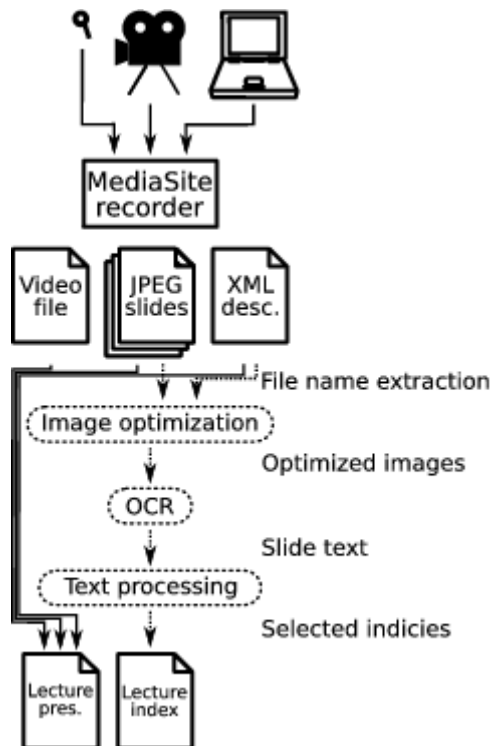 MediaSite
recorder
Video
file
JPEG
slides
XML
desc.
File name extraction
Image optimization
Optimized images
OCR
Slide text
Text processing
Selected indicies
Lecture
pres.
Lecture
index